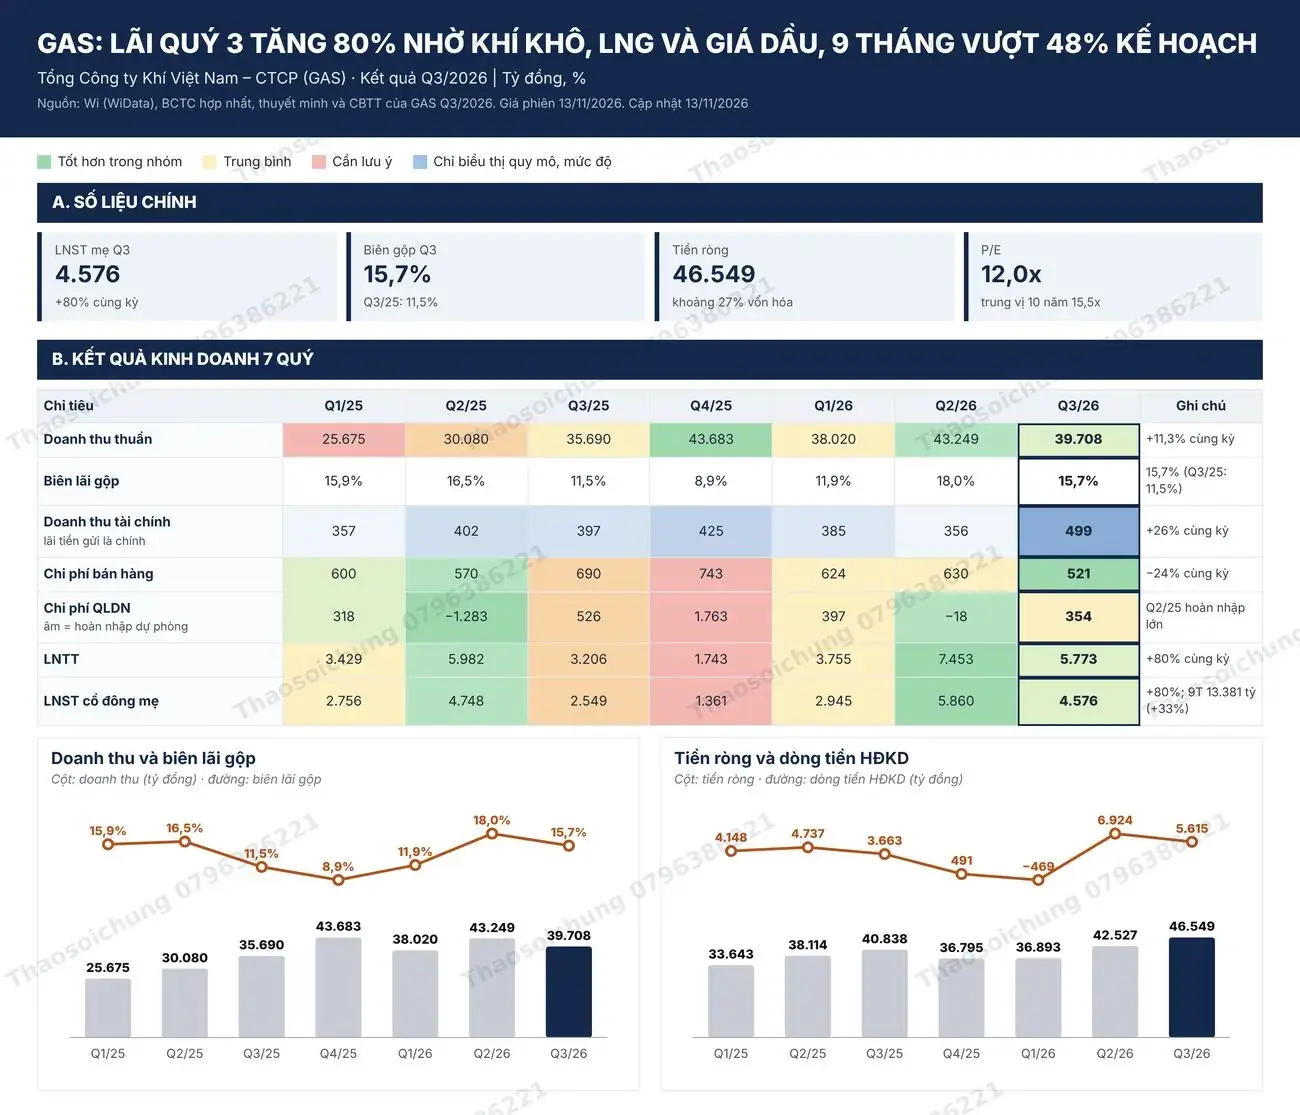 GAS: LÃI QUÝ 3 TĂNG 80% NHỜ KHÍ KHÔ, LNG VÀ GIÁ DẦU, 9 THÁNG VƯỢT 48% KẾ HOẠCH
Tổng Công ty Khí Việt Nam – CTCP (GAS) · Kết quả Q3/2026 | Tỷ đồng, %
Nguồn: Wi (WiData), BCTC hợp nhất, thuyết minh và CBTT của GAS Q3/2026. Giá phiên 13/11/2026. Cập nhật 13/11/2026
Tốt hơn trong nhóm Trung bình Cần lưu ý Chỉ biểu thị quy mô, mức độ
A. SỐ LIỆU CHÍNH
LNST mẹ Q3
4.576
+80% cùng kỳ
Biên gộp Q3
15,7%
Q3/25: 11,5%
Tiền ròng
46.549
khoảng 27% vốn hóa
P/E
12,0x
trung vị 10 năm 15,5x
B. KẾT QUẢ KINH DOANH 7 QUÝ
Chỉ tiêu Q1/25 Q2/25 Q3/25 Q4/25 Q1/26 Q2/26 Q3/26 Ghi chú
Doanh thu thuần 25.675 30.080 35.690 43.683 38.020 43.249 39.708 +11,3% cùng kỳ
Biên lãi gộp 15,9% 16,5% 11,5% 8,9% 11,9% 18,0% 15,7% 15,7% (Q3/25:
11,5%)
Doanh thu tài chính 357 402 397 425 385 356 499 +26% cùng kỳ
lãi tiền gửi là chính
Chi phí bán hàng 600 570 690 743 624 630 521 −24% cùng kỳ
Chi phí QLDN 318 −1.283 526 1.763 397 −18 354 Q2/25 hoàn nhập
âm = hoàn nhập dự phòng lớn
LNTT 3.429 5.982 3.206 1.743 3.755 7.453 5.773 +80% cùng kỳ
LNST cổ đông mẹ 2.756 4.748 2.549 1.361 2.945 5.860 4.576 +80%; 9T 13.381 tỷ
(+33%)
Doanh thu và biên lãi gộp
Cột: doanh thu (tỷ đồng) · đường: biên lãi gộp
15,9% 16,5% 11,5% 8,9% 11,9% 18,0% 15,7%
25.675 30.080 35.690 43.683 38.020 43.249 39.708
Q1/25 Q2/25 Q3/25 Q4/25 Q1/26 Q2/26 Q3/26
Tiền ròng và dòng tiền HĐKD
Cột: tiền ròng · đường: dòng tiền HĐKD (tỷ đồng)
4.148 4.737 3.663 491 −469 6.924 5.615
33.643 38.114 40.838 36.795 36.893 42.527 46.549
Q1/25 Q2/25 Q3/25 Q4/25 Q1/26 Q2/26 Q3/26
Thaosoichung 0796386221